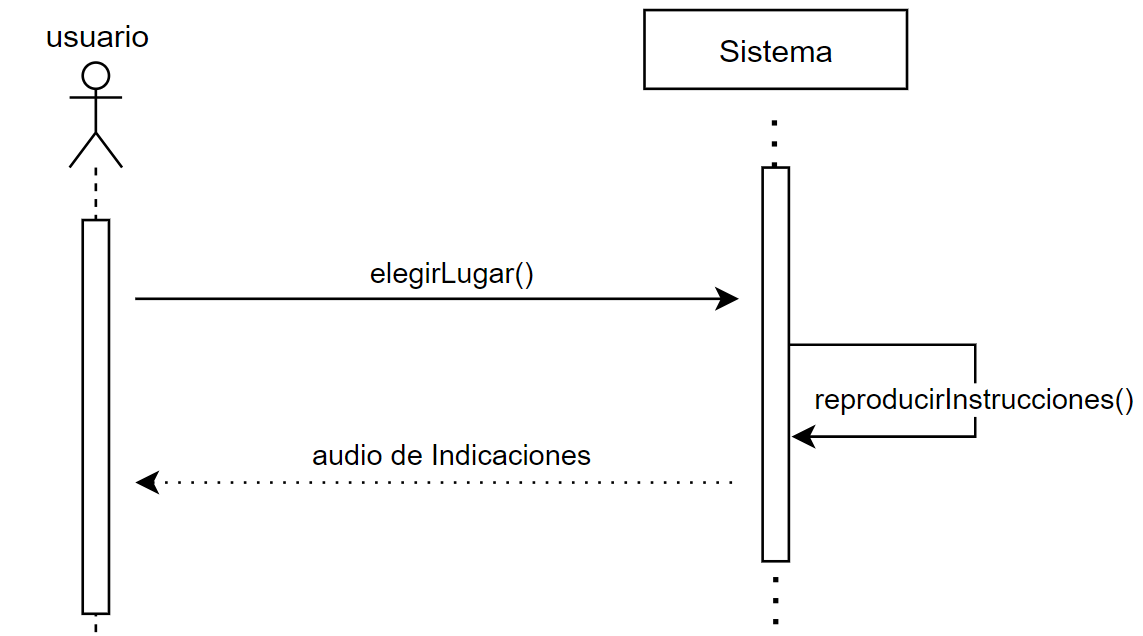 usuario
Sistema
elegirLugar()
reproducirInstrucciones()
audio de Indicaciones